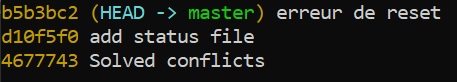 b5b3bc2 (HEAD -> master) erreur de reset
d10f5f0 add status file
4677743 Solved conflicts